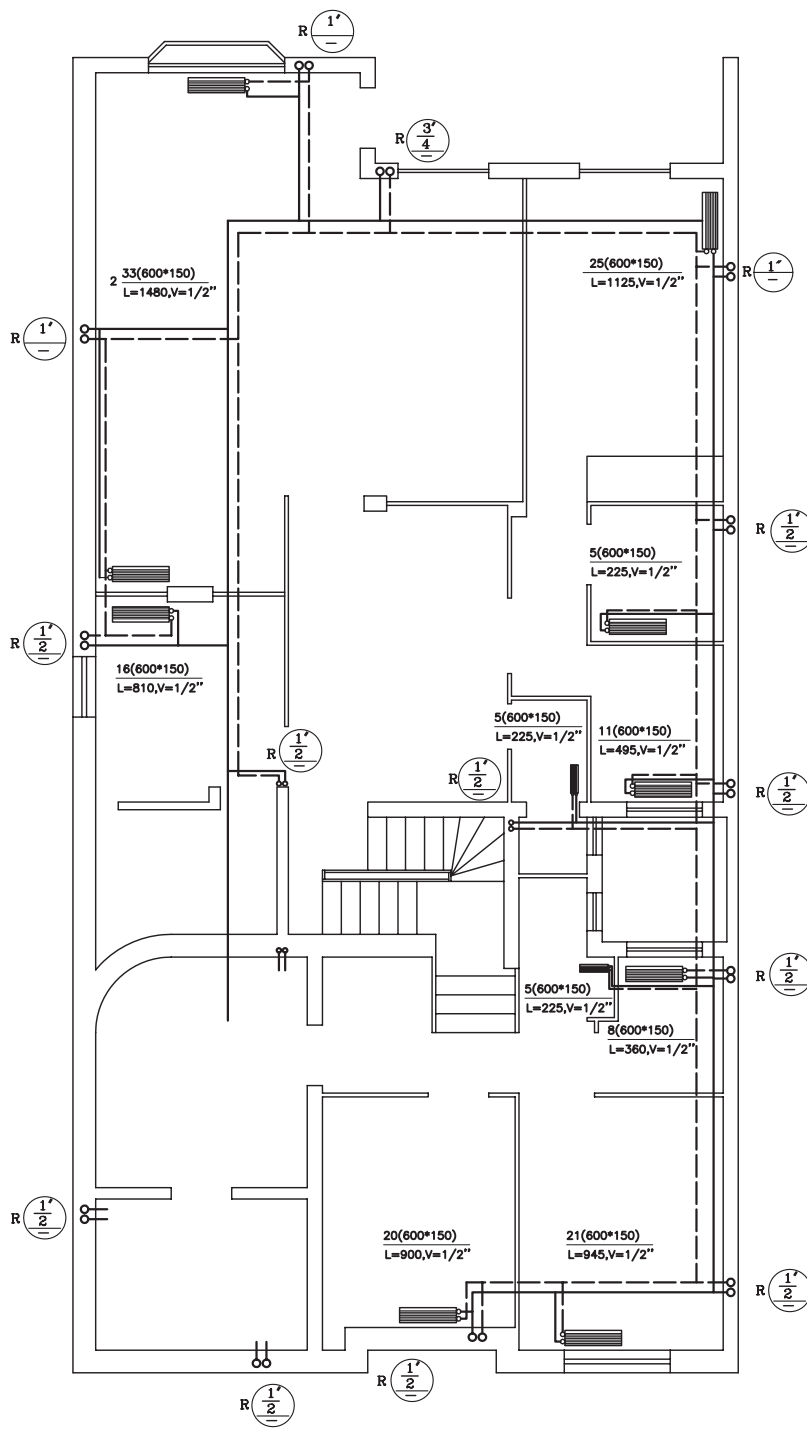 R 1″
—
R 3″
4
—
2 33(600*150)
L=1480,V=1/2”
25(600*150)
L=1125,V=1/2”
R 1″
—
R 1″
—
R 1″
2
—
5(600*150)
L=225,V=1/2”
R 1″
2
—
16(600*150)
L=810,V=1/2”
5(600*150)
L=225,V=1/2”
11(600*150)
L=495,V=1/2”
R 1″
2
—
R 1″
2
—
R 1″
2
—
R 1″
2
—
5(600*150)
L=225,V=1/2”
8(600*150)
L=360,V=1/2”
R 1″
2
—
20(600*150)
L=900,V=1/2”
21(600*150)
L=945,V=1/2”
R 1″
2
—
R 1″
2
—
R 1″
2
—